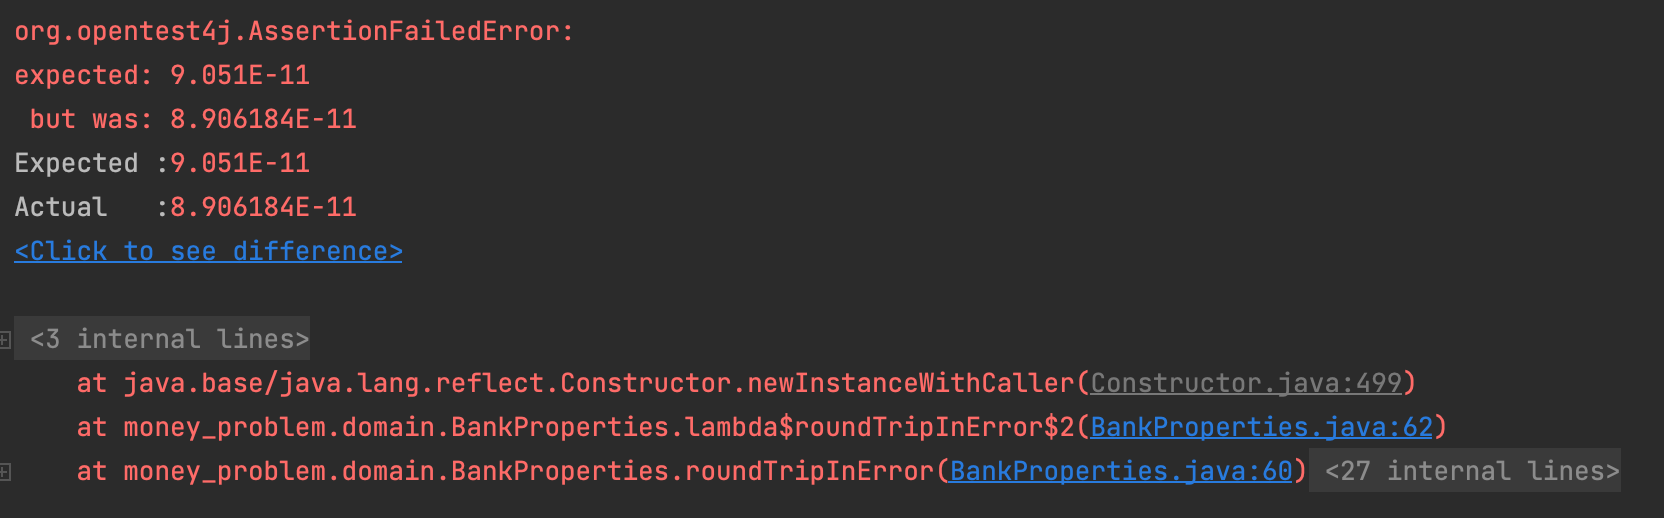 org.opentest4j.AssertionFailedError:
expected: 9.051E-11
 but was: 8.906184E-11
Expected :9.051E-11
Actual   :8.906184E-11
<Click to see difference>
<3 internal lines>
at java.base/java.lang.reflect.Constructor.newInstanceWithCaller(Constructor.java:499)
at money_problem.domain.BankProperties.lambda$roundTripInError$2(BankProperties.java:62)
at money_problem.domain.BankProperties.roundTripInError(BankProperties.java:60) <27 internal lines>